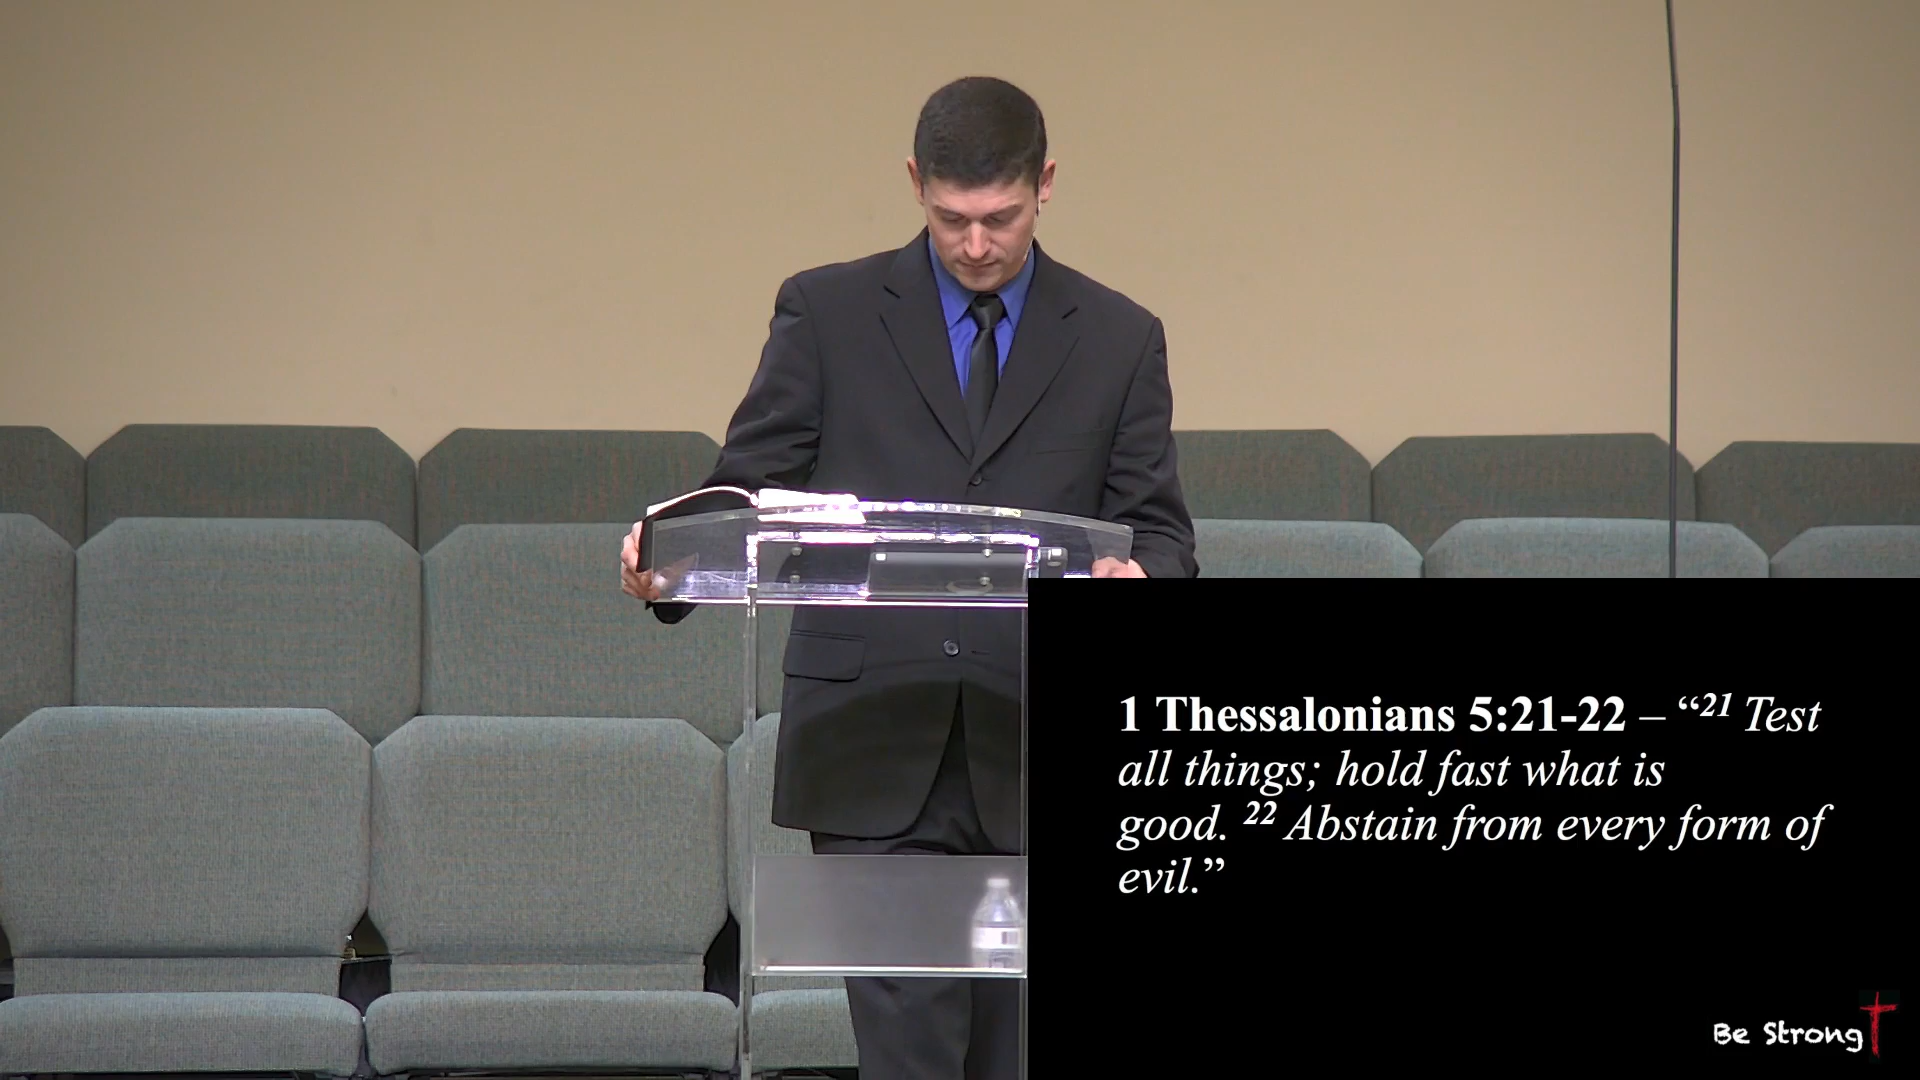 1 Thessalonians 5:21-22 – “21 Test
all things; hold fast what is
good. 22 Abstain from every form of
evil.”
Be Strong